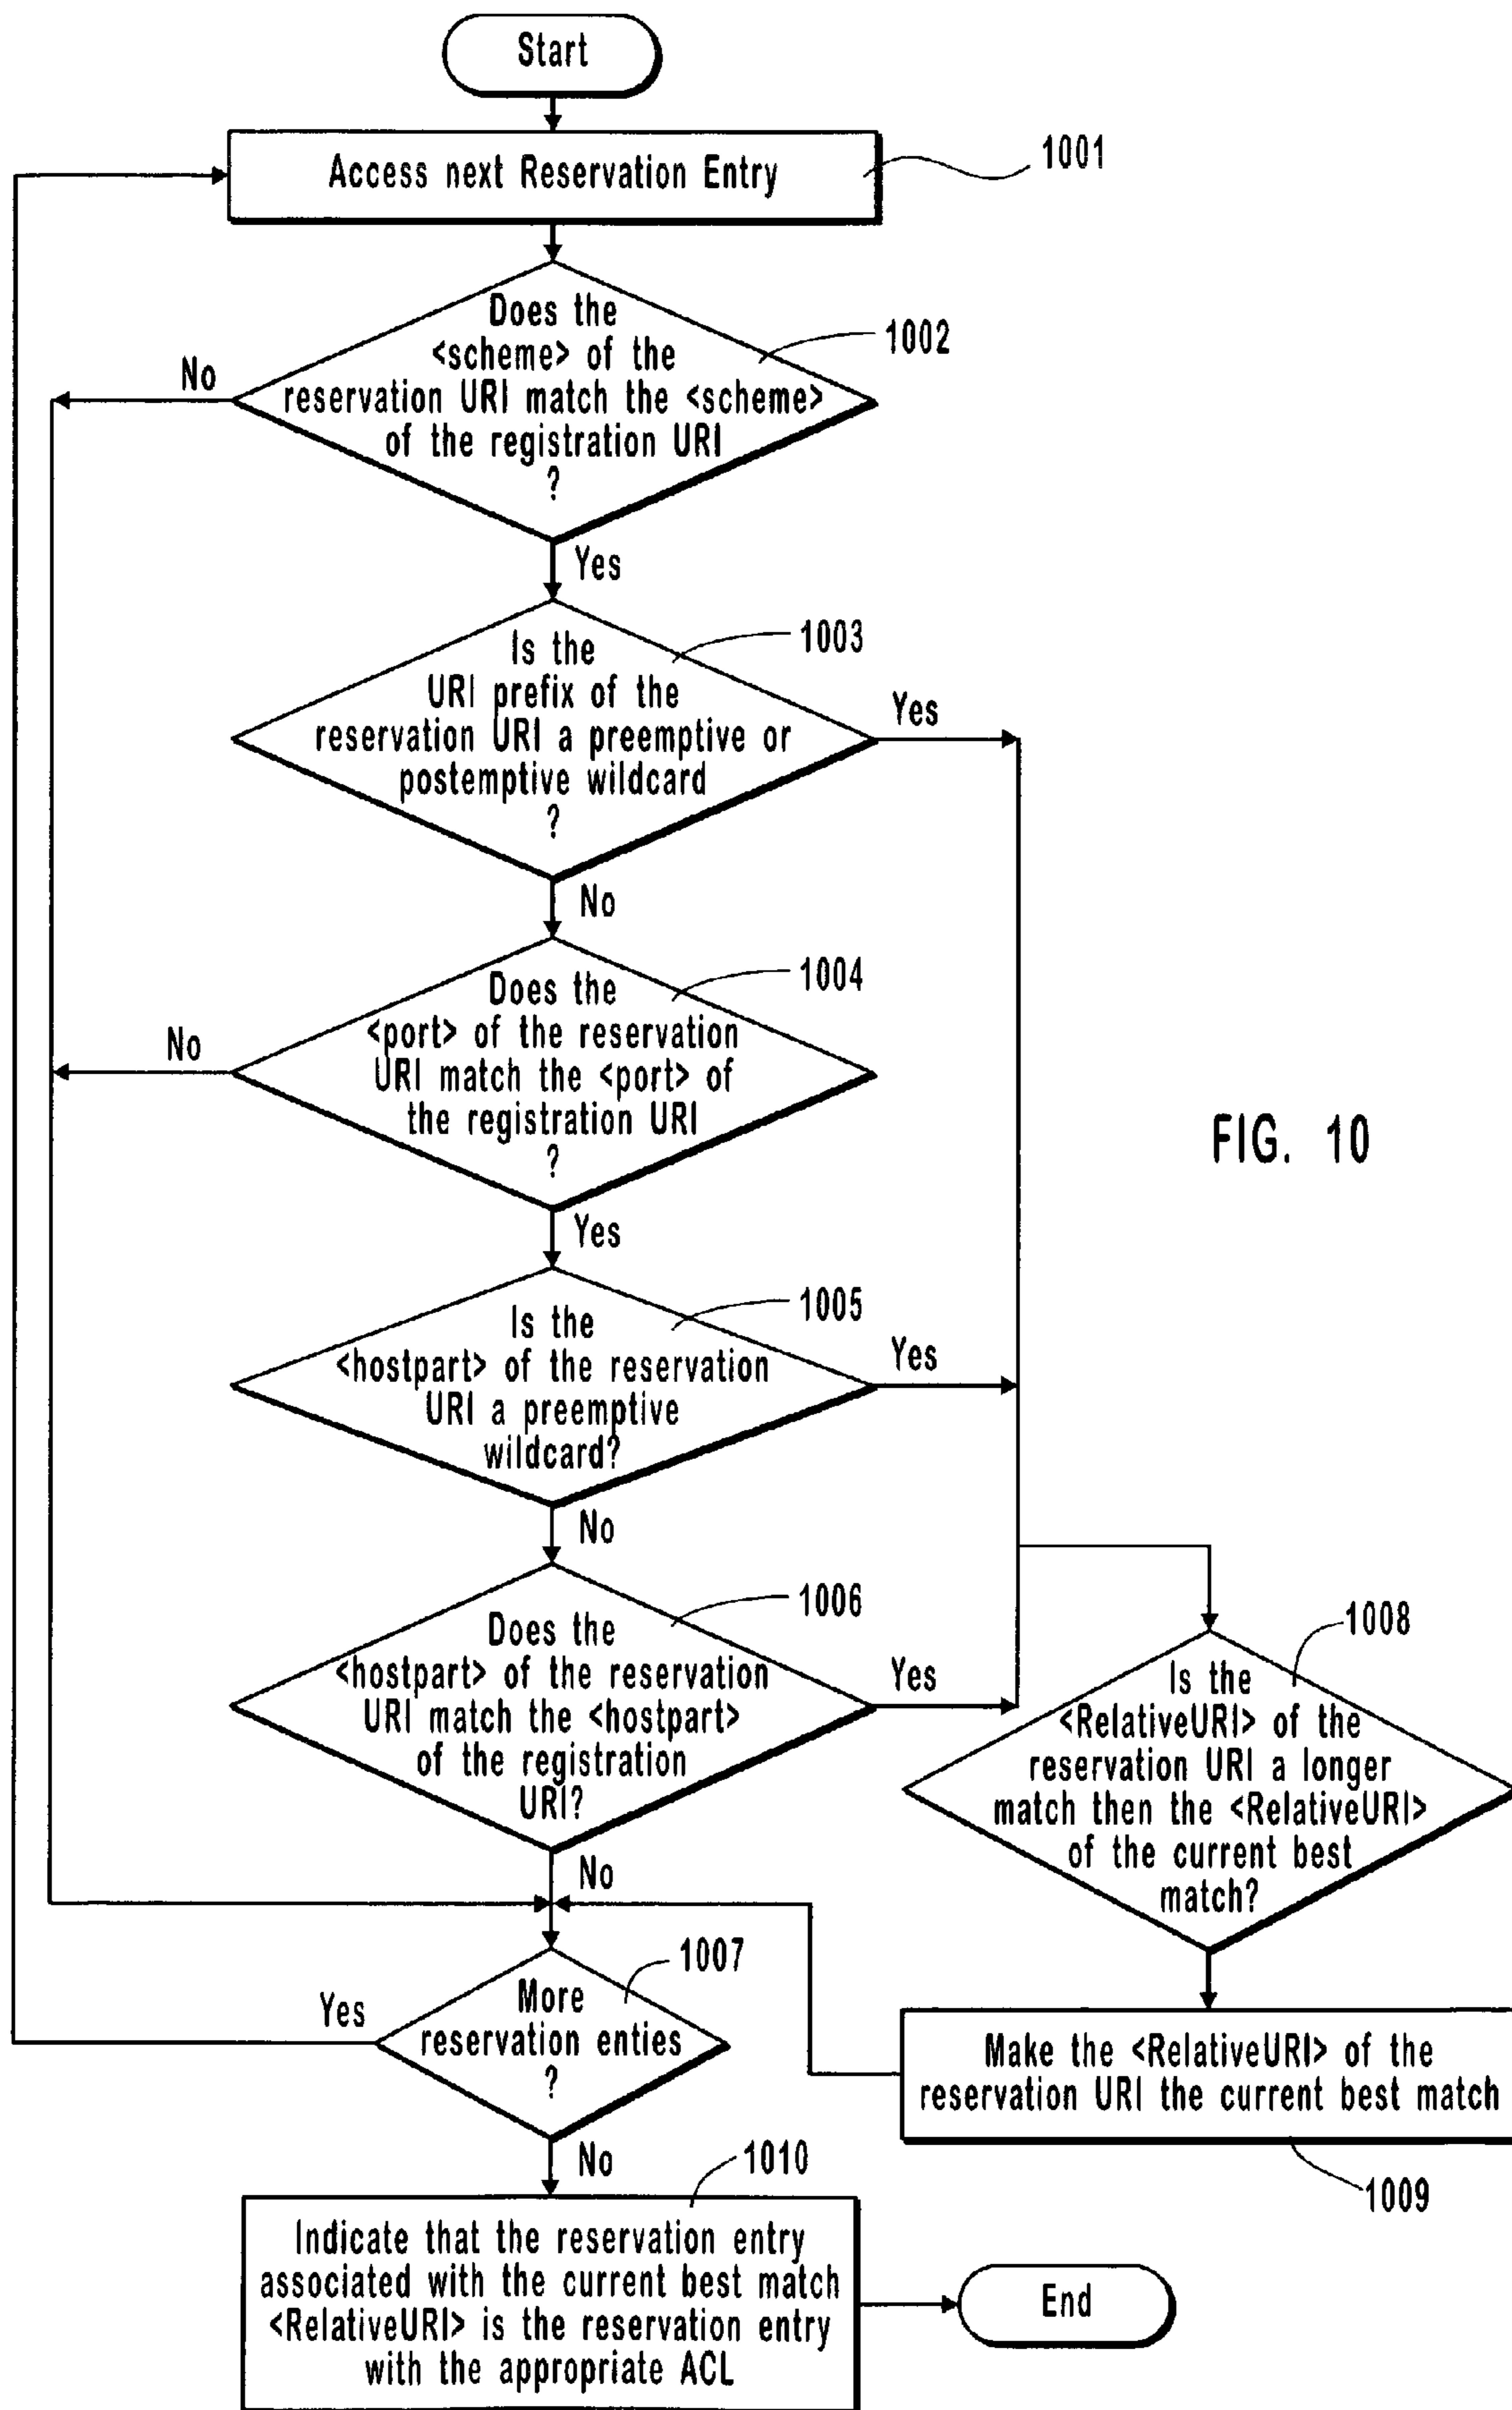 Start
Access next Reservation Entry
1001
Does the
<scheme> of the
reservation URI match the <scheme>
of the registration URI
?
1002
No
Yes
Is the
URI prefix of the
reservation URI a preemptive or
postemptive wildcard
?
1003
Yes
No
Does the
<port> of the reservation
URI match the <port> of
the registration URI
?
1004
No
Yes
FIG. 10
Is the
<hostpart> of the reservation
URI a preemptive
wildcard?
1005
Yes
No
Does the
<hostpart> of the reservation
URI match the <hostpart>
of the registration
URI?
1006
Yes
No
Is the
<RelativeURI> of the
reservation URI a longer
match then the <RelativeURI>
of the current best
match?
1008
More
reservation enties
?
1007
Yes
No
Make the <RelativeURI> of the
reservation URI the current best match
1009
Indicate that the reservation entry
associated with the current best match
<RelativeURI> is the reservation entry
with the appropriate ACL
1010
End